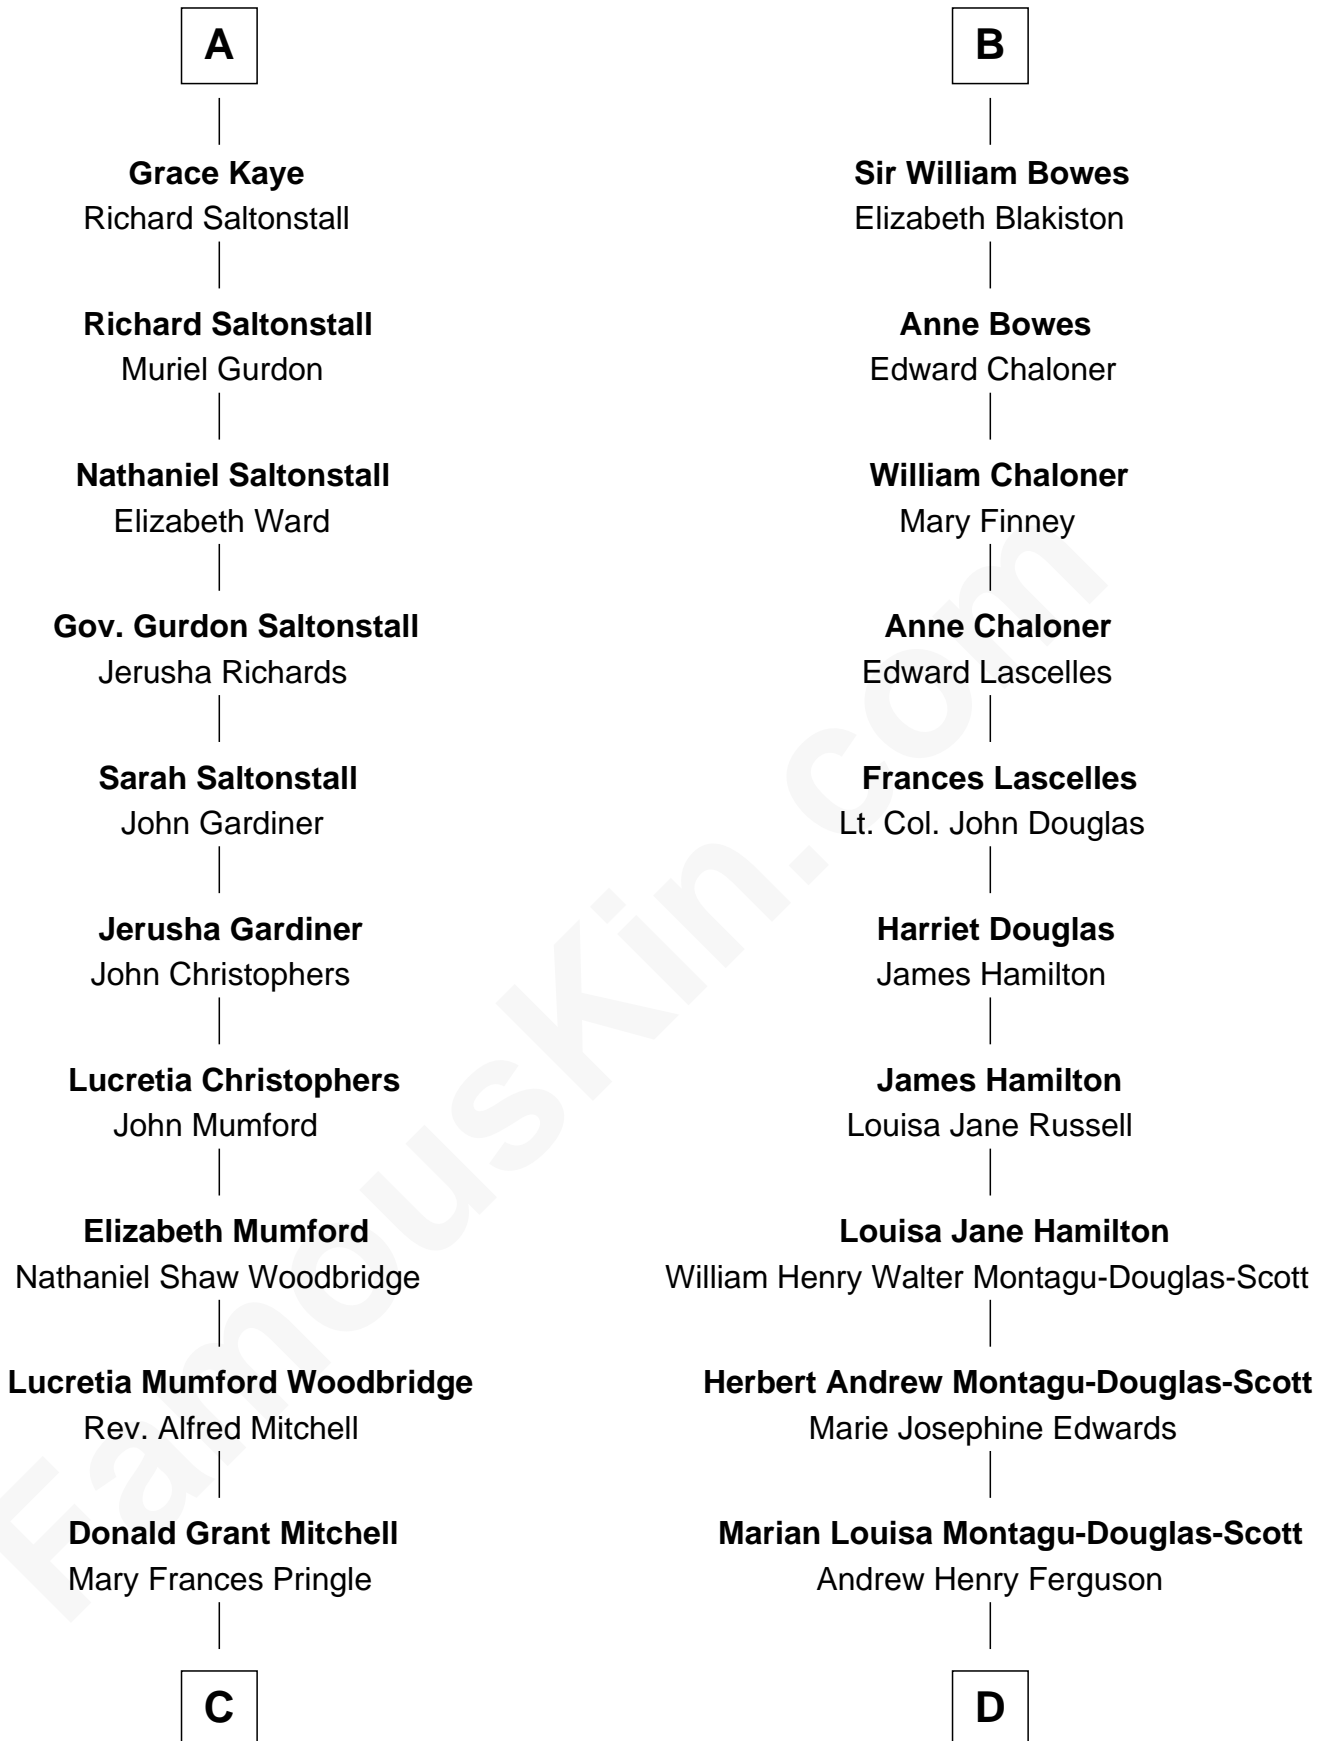 A
Grace Kaye
Richard Saltonstall
Richard Saltonstall
Muriel Gurdon
Nathaniel Saltonstall
Elizabeth Ward
Gov. Gurdon Saltonstall
Jerusha Richards
Sarah Saltonstall
John Gardiner
Jerusha Gardiner
John Christophers
Lucretia Christophers
John Mumford
Elizabeth Mumford
Nathaniel Shaw Woodbridge
Lucretia Mumford Woodbridge
Rev. Alfred Mitchell
Donald Grant Mitchell
Mary Frances Pringle
C
B
Sir William Bowes
Elizabeth Blakiston
Anne Bowes
Edward Chaloner
William Chaloner
Mary Finney
Anne Chaloner
Edward Lascelles
Frances Lascelles
Lt. Col. John Douglas
Harriet Douglas
James Hamilton
James Hamilton
Louisa Jane Russell
Louisa Jane Hamilton
William Henry Walter Montagu-Douglas-Scott
Herbert Andrew Montagu-Douglas-Scott
Marie Josephine Edwards
Marian Louisa Montagu-Douglas-Scott
Andrew Henry Ferguson
D
FamousKin.com